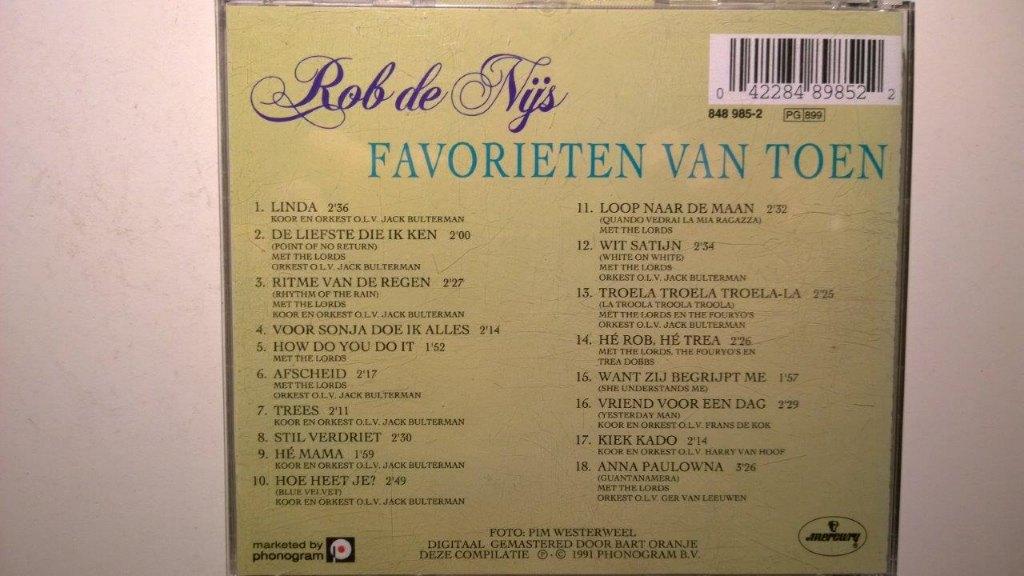 Rob de Nijs
FAVORIETEN VAN TOEN
0 42284 89852 2
848 985-2 PG 899
1. LINDA 2'36
KOOR EN ORKEST O.L.V. JACK BULTERMAN
2. DE LIEFSTE DIE IK KEN 2'00
(POINT OF NO RETURN)
MET THE LORDS
ORKEST O.L.V. JACK BULTERMAN
3. RITME VAN DE REGEN 2'27
(RHYTHM OF THE RAIN)
MET THE LORDS
KOOR EN ORKEST O.L.V. JACK BULTERMAN
4. VOOR SONJA DOE IK ALLES 2'14
5. HOW DO YOU DO IT 1'52
MET THE LORDS
6. AFSCHEID 2'17
MET THE LORDS
ORKEST O.L.V. JACK BULTERMAN
7. TREES 2'11
KOOR EN ORKEST O.L.V. JACK BULTERMAN
8. STIL VERDRIET 2'30
9. HÉ MAMA 1'59
KOOR EN ORKEST O.L.V. JACK BULTERMAN
10. HOE HEET JE? 2'49
(BLUE VELVET)
KOOR EN ORKEST O.L.V. JACK BULTERMAN
11. LOOP NAAR DE MAAN 2'32
(QUANDO VEDRAI LA MIA RAGAZZA)
MET THE LORDS
12. WIT SATIJN 2'34
(WHITE ON WHITE)
MET THE LORDS
ORKEST O.L.V. JACK BULTERMAN
13. TROELA TROELA TROELA-LA 2'25
(LA TROOLA TROOLA TROOLA)
MET THE LORDS EN THE FOURYO'S
ORKEST O.L.V. JACK BULTERMAN
14. HÉ ROB, HÉ TREA 2'26
MET THE LORDS, THE FOURYO'S EN
TREA DOBBS
15. WANT ZIJ BEGRIJPT ME 1'57
(SHE UNDERSTANDS ME)
16. VRIEND VOOR EEN DAG 2'29
(YESTERDAY MAN)
KOOR EN ORKEST O.L.V. FRANS DE KOK
17. KIEK KADO 2'14
KOOR EN ORKEST O.L.V. HARRY VAN HOOF
18. ANNA PAULOWNA 3'26
(GUANTANAMERA)
MET THE LORDS
ORKEST O.L.V. GER VAN LEEUWEN
marketed by
phonogram
FOTO: PIM WESTERWEEL
DIGITAAL GEMASTERED DOOR BART ORANJE
DEZE COMPILATIE ℗·© 1991 PHONOGRAM B.V.
mercury